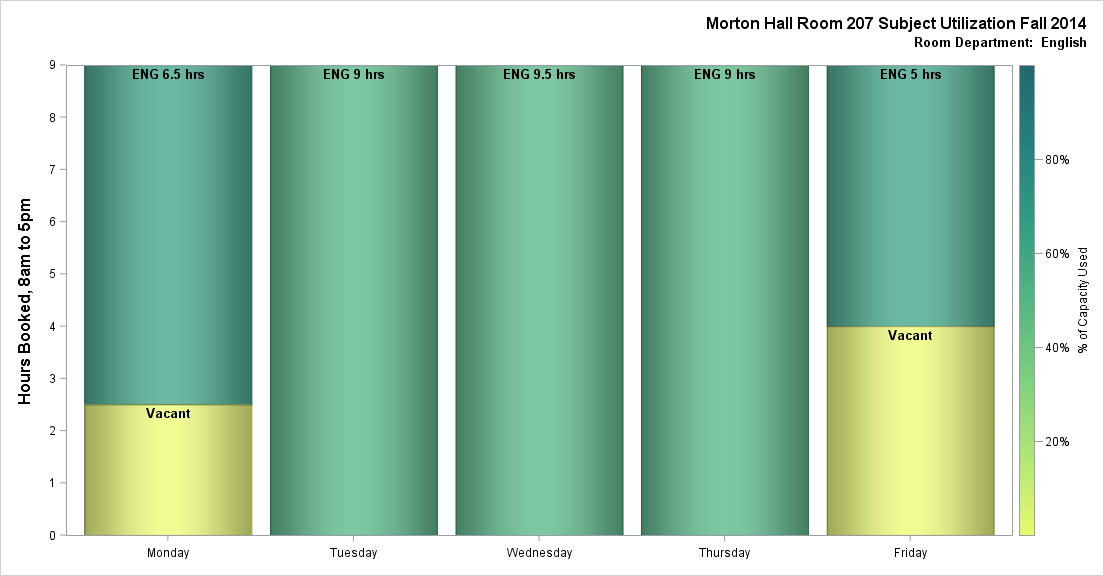 Morton Hall Room 207 Subject Utilization Fall 2014
Room Department:  English
Hours Booked, 8am to 5pm
9
8
7
6
5
4
3
2
1
0
ENG 6.5 hrs
ENG 9 hrs
ENG 9.5 hrs
ENG 9 hrs
ENG 5 hrs
Vacant
Vacant
Monday
Tuesday
Wednesday
Thursday
Friday
80%
60%
40%
20%
% of Capacity Used